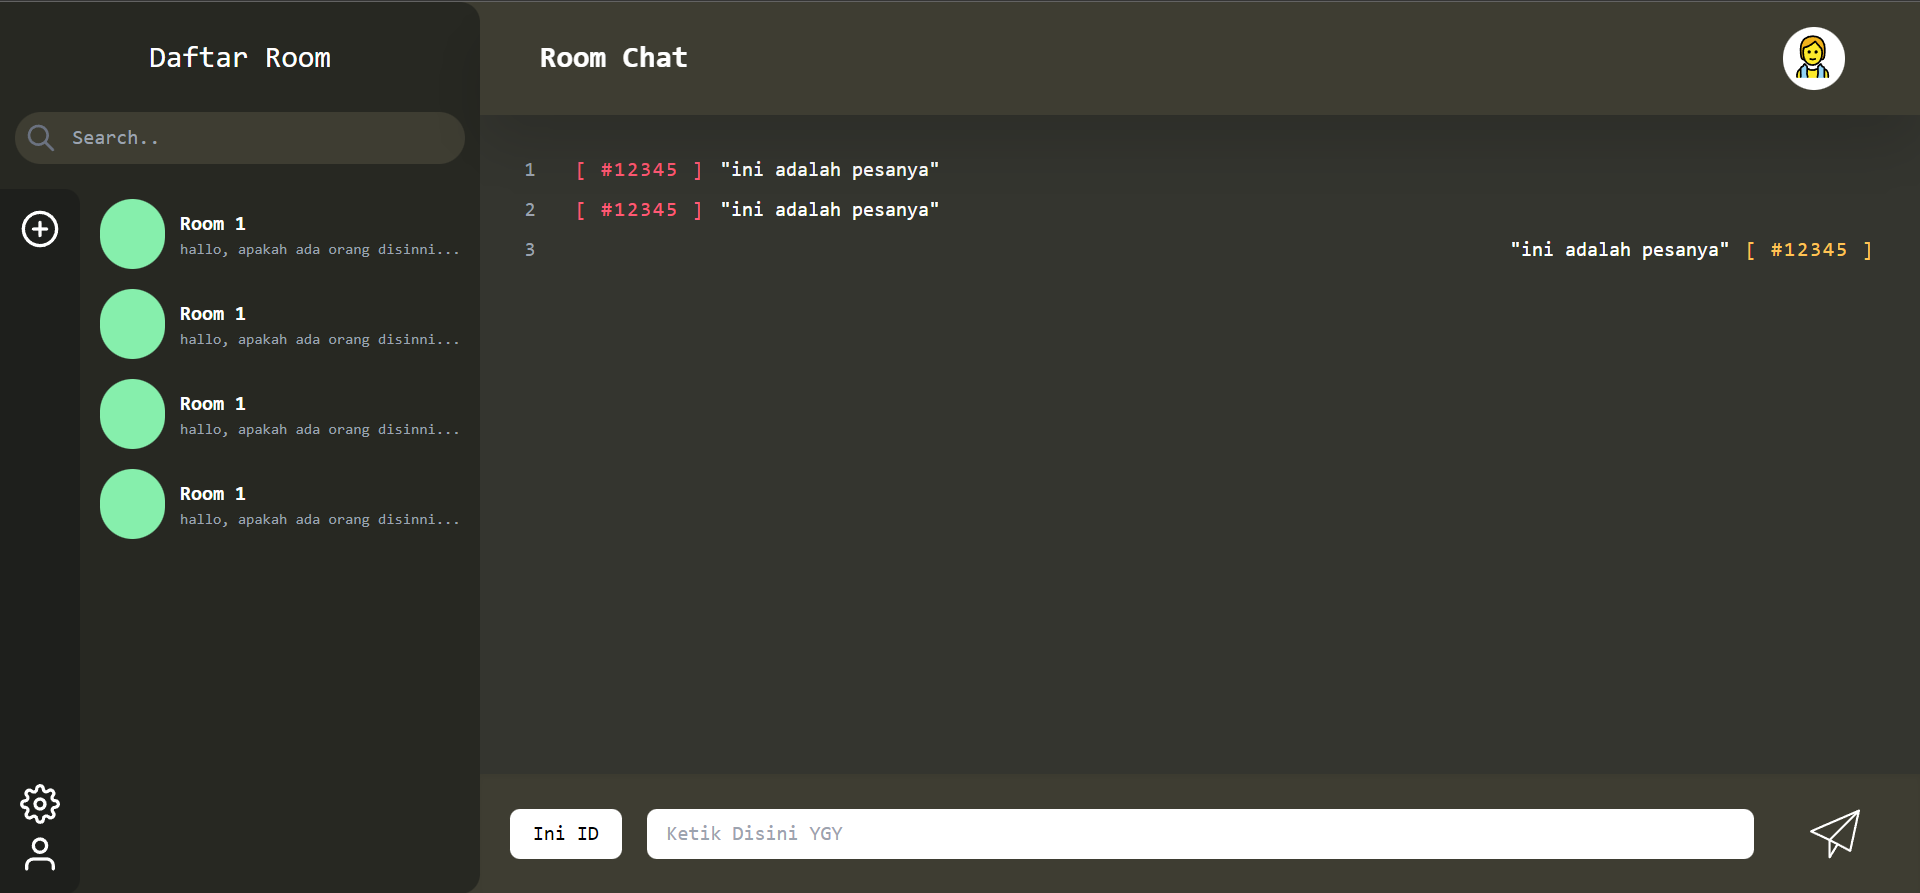 Daftar Room
Search..
Room 1
hallo, apakah ada orang disinni...
Room 1
hallo, apakah ada orang disinni...
Room 1
hallo, apakah ada orang disinni...
Room 1
hallo, apakah ada orang disinni...
Room Chat
1 [ #12345 ] "ini adalah pesanya"
2 [ #12345 ] "ini adalah pesanya"
3 "ini adalah pesanya" [ #12345 ]
Ini ID
Ketik Disini YGY